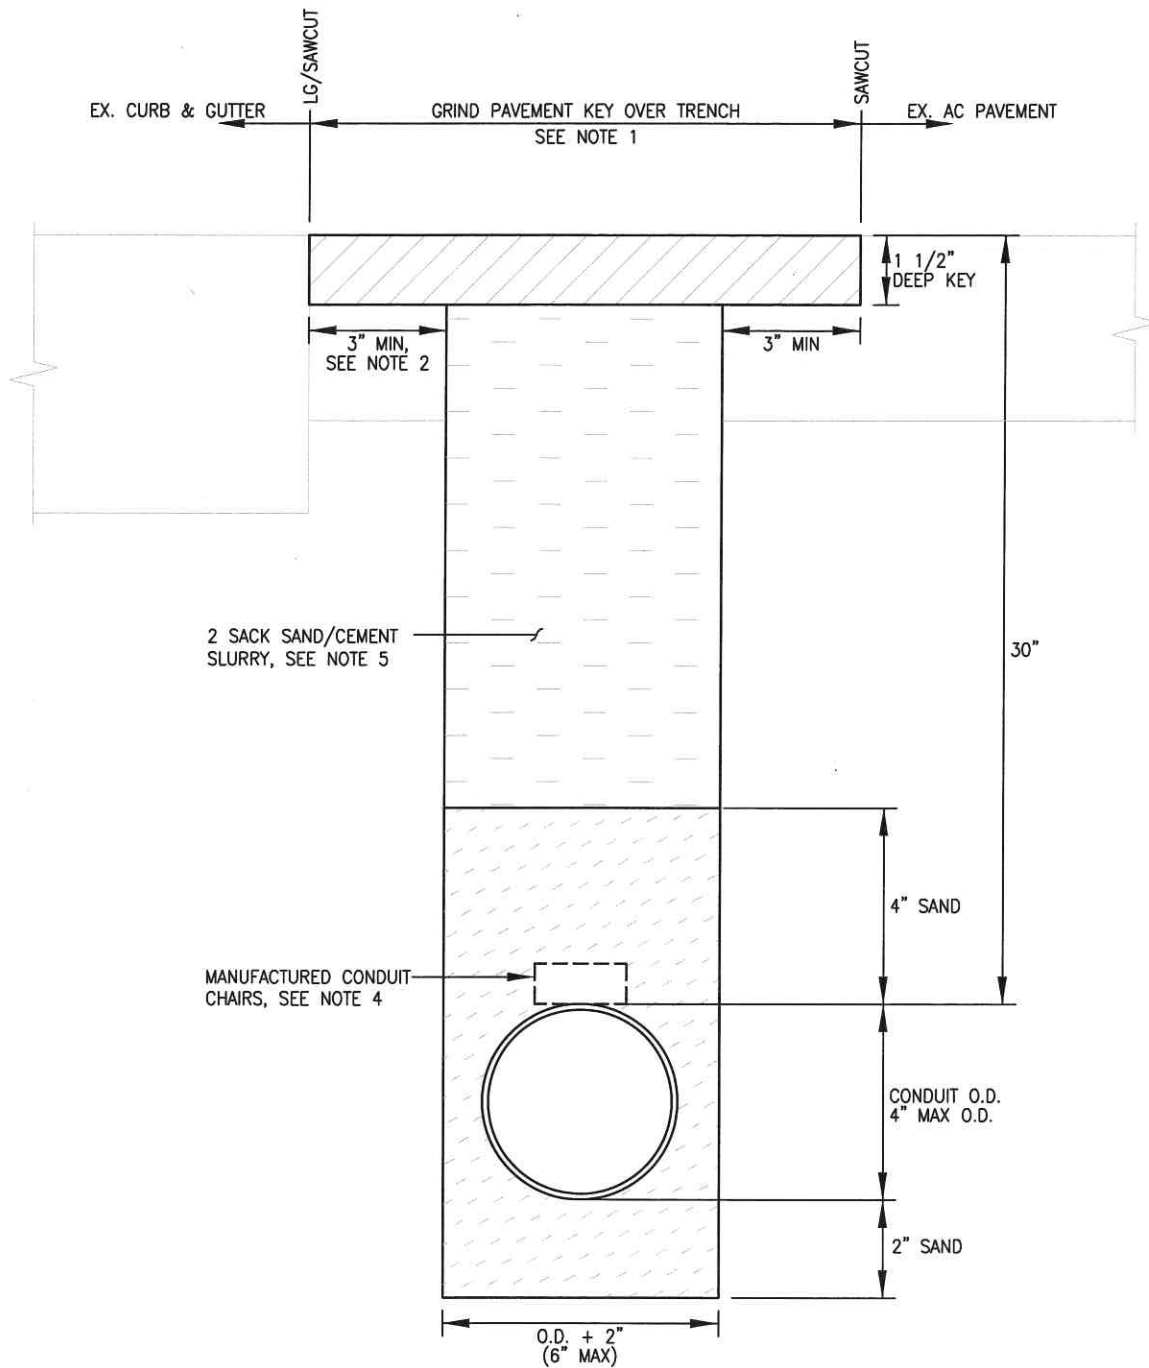 LG/SAWCUT
SAWCUT
EX. CURB & GUTTER
GRIND PAVEMENT KEY OVER TRENCH
SEE NOTE 1
EX. AC PAVEMENT
1 1/2"
DEEP KEY
3" MIN,
SEE NOTE 2
3" MIN
2 SACK SAND/CEMENT
SLURRY, SEE NOTE 5
30"
4" SAND
MANUFACTURED CONDUIT
CHAIRS, SEE NOTE 4
CONDUIT O.D.
4" MAX O.D.
2" SAND
O.D. + 2"
(6" MAX)